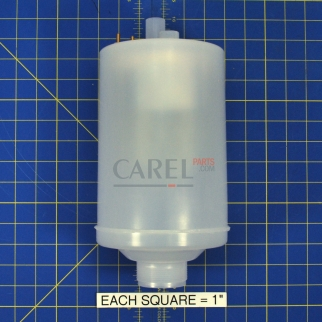 CAREL PARTS
.COM
EACH SQUARE = 1"